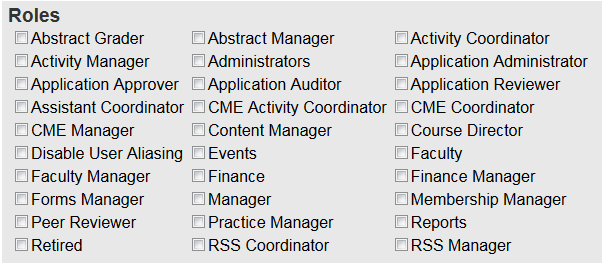 Roles
Abstract Grader Abstract Manager Activity Coordinator
Activity Manager Administrators Application Administrator
Application Approver Application Auditor Application Reviewer
Assistant Coordinator CME Activity Coordinator CME Coordinator
CME Manager Content Manager Course Director
Disable User Aliasing Events Faculty
Faculty Manager Finance Finance Manager
Forms Manager Manager Membership Manager
Peer Reviewer Practice Manager Reports
Retired RSS Coordinator RSS Manager